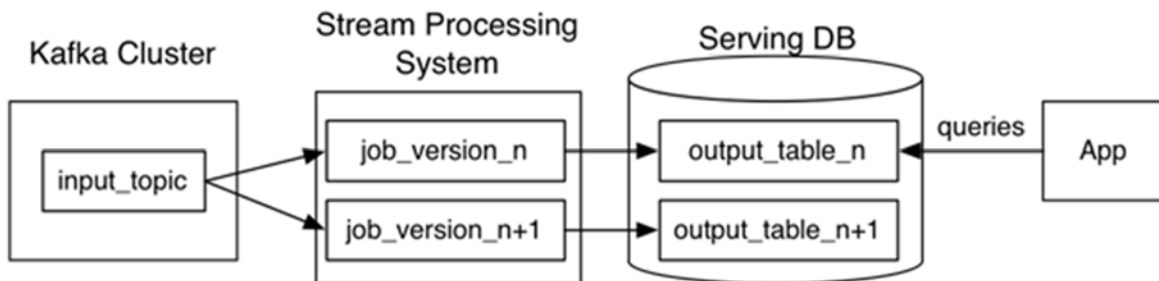 Kafka Cluster
Stream Processing
System
Serving DB
input_topic
job_version_n
job_version_n+1
output_table_n
output_table_n+1
queries
App